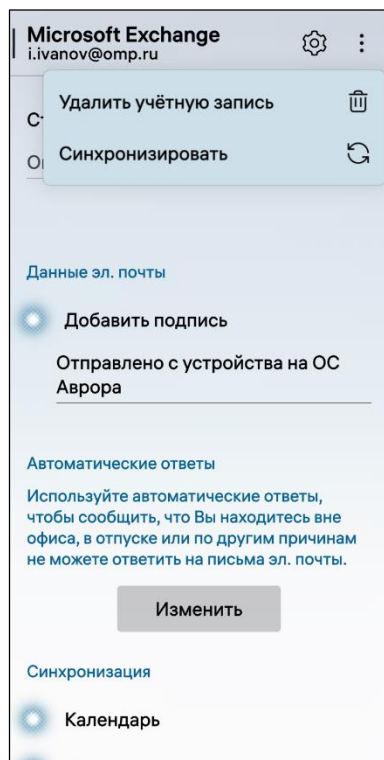 Microsoft Exchange
i.ivanov@omp.ru
Удалить учётную запись
Синхронизировать
Данные эл. почты
Добавить подпись
Отправлено с устройства на ОС
Аврора
Автоматические ответы
Используйте автоматические ответы,
чтобы сообщить, что Вы находитесь вне
офиса, в отпуске или по другим причинам
не можете ответить на письма эл. почты.
Изменить
Синхронизация
Календарь